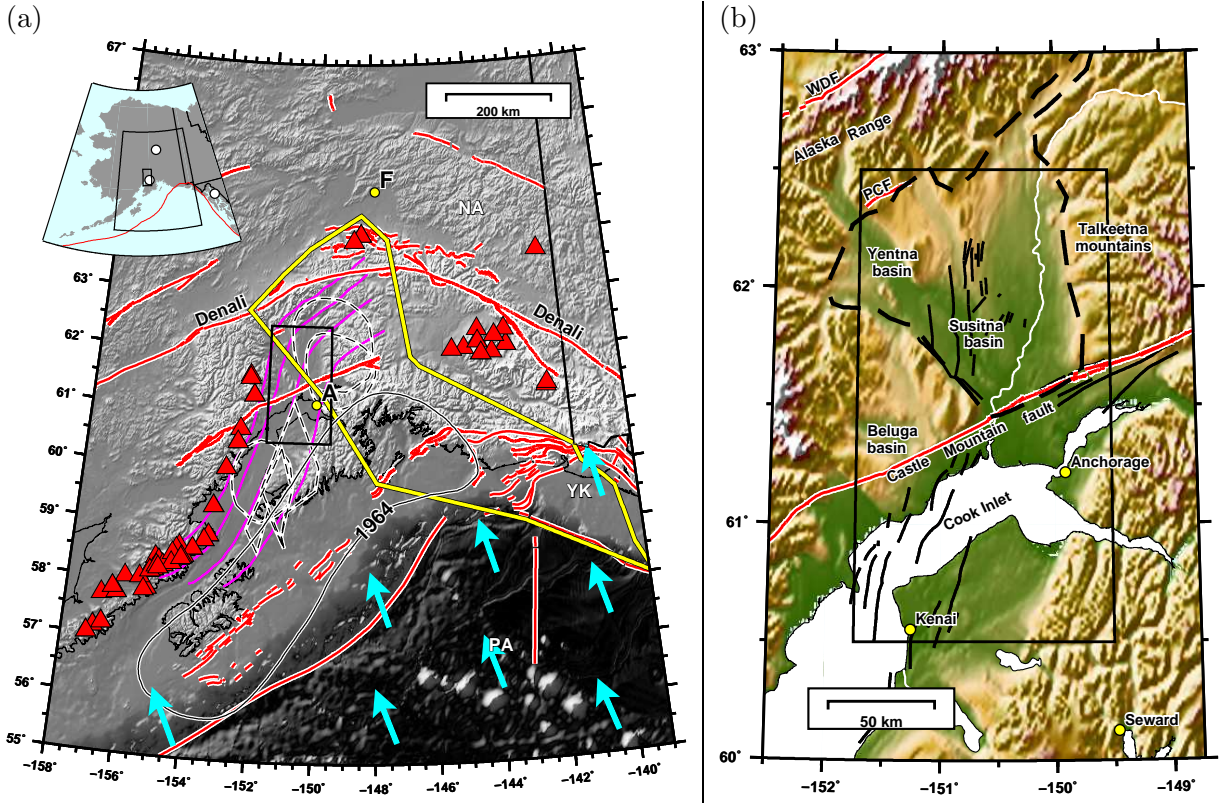 (a)
67°
200 km
F
NA
63°
Denali
Denali
62°
61°
A
60°
YK
59°
1964
58°
57°
PA
56°
55°
−158°
−156°
−154°
−152°
−150°
−148°
−146°
−144°
−142°
−140°
(b)
63°
WDF
Alaska Range
PCF
Talkeetna
mountains
Yentna
basin
62°
Susitna
basin
Beluga
basin
Castle Mountain fault
Anchorage
Cook Inlet
61°
Kenai
50 km
Seward
60°
−152°
−151°
−150°
−149°